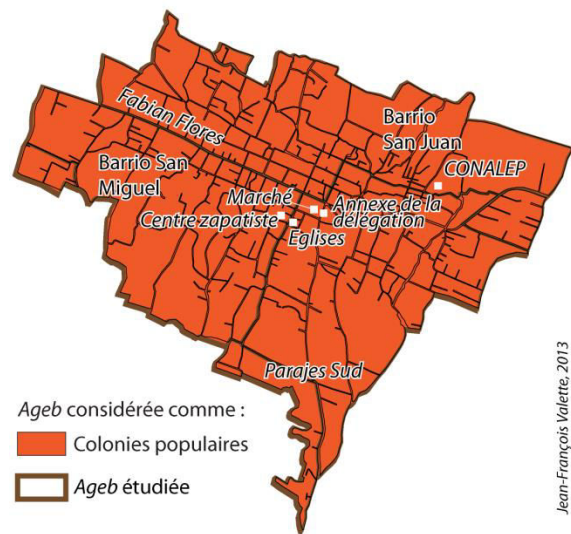 Fabian Flores
Barrio
San Juan
CONALEP
Barrio San
Miguel
Marché
Annexe de la
délégation
Centre zapatiste
Eglises
Parajes Sud
Ageb considérée comme :
Colonies populaires
Ageb étudiée
Jean-François Valette, 2013